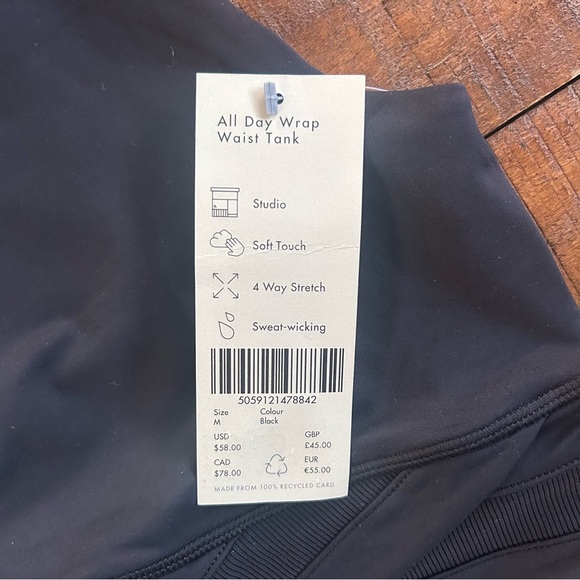 All Day Wrap
Waist Tank
Studio
Soft Touch
4 Way Stretch
Sweat-wicking
5059121478842
Size Colour
M Black
USD GBP
$58.00 £45.00
CAD EUR
$78.00 €55.00
MADE FROM 100% RECYCLED CARD